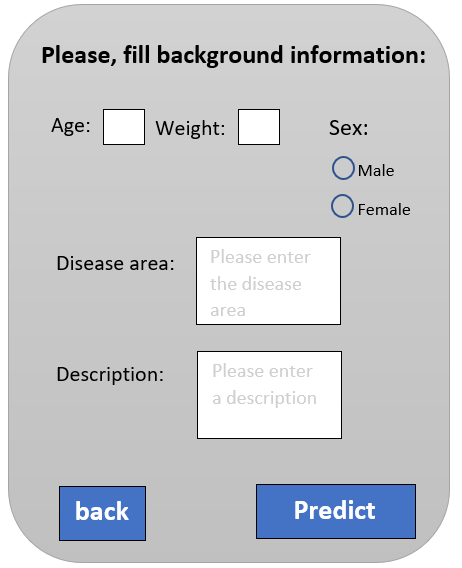 Please, fill background information:
Age: Weight: Sex:
Male
Female
Disease area: Please enter
the disease
area
Description: Please enter
a description
back Predict